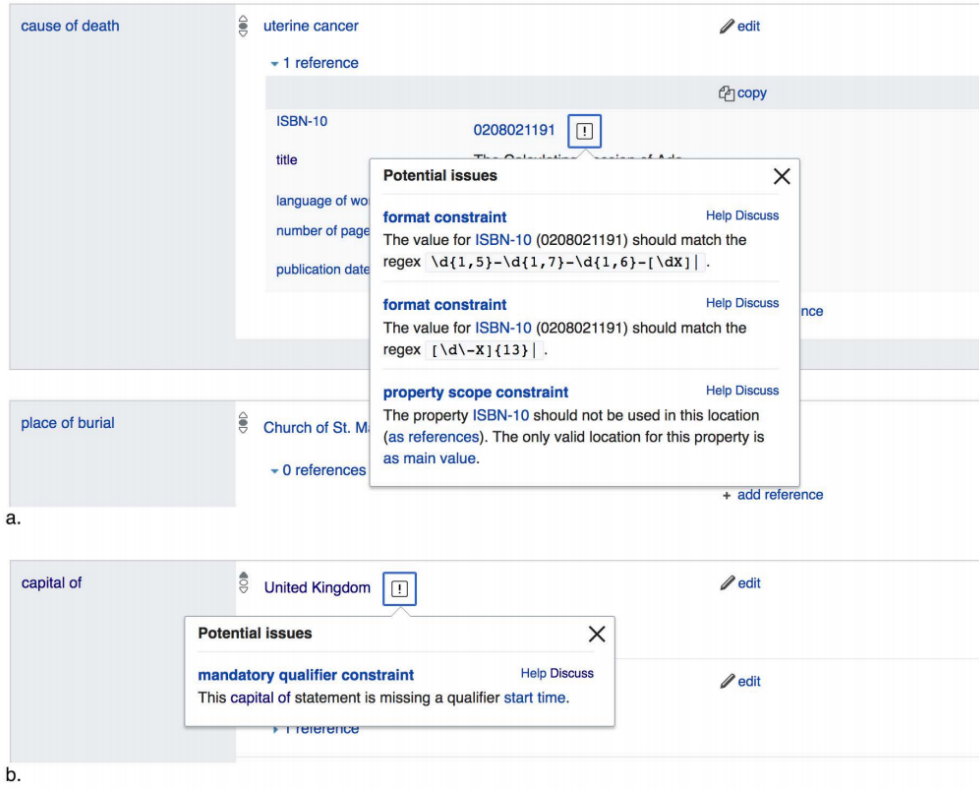 cause of death
uterine cancer
edit
1 reference
copy
ISBN-10
0208021191
title
Potential issues
format constraint
Help Discuss
The value for ISBN-10 (0208021191) should match the
regex \d{1,5}-\d{1,7}-\d{1,6}-[\dX]| .
language of wo
number of page
publication date
format constraint
Help Discuss
The value for ISBN-10 (0208021191) should match the
regex [\d\-X]{13}| .
nce
property scope constraint
Help Discuss
The property ISBN-10 should not be used in this location
(as references). The only valid location for this property is
as main value.
place of burial
Church of St. Ma
0 references
+ add reference
a.
capital of
United Kingdom
edit
Potential issues
mandatory qualifier constraint
Help Discuss
This capital of statement is missing a qualifier start time.
edit
1 reference
b.